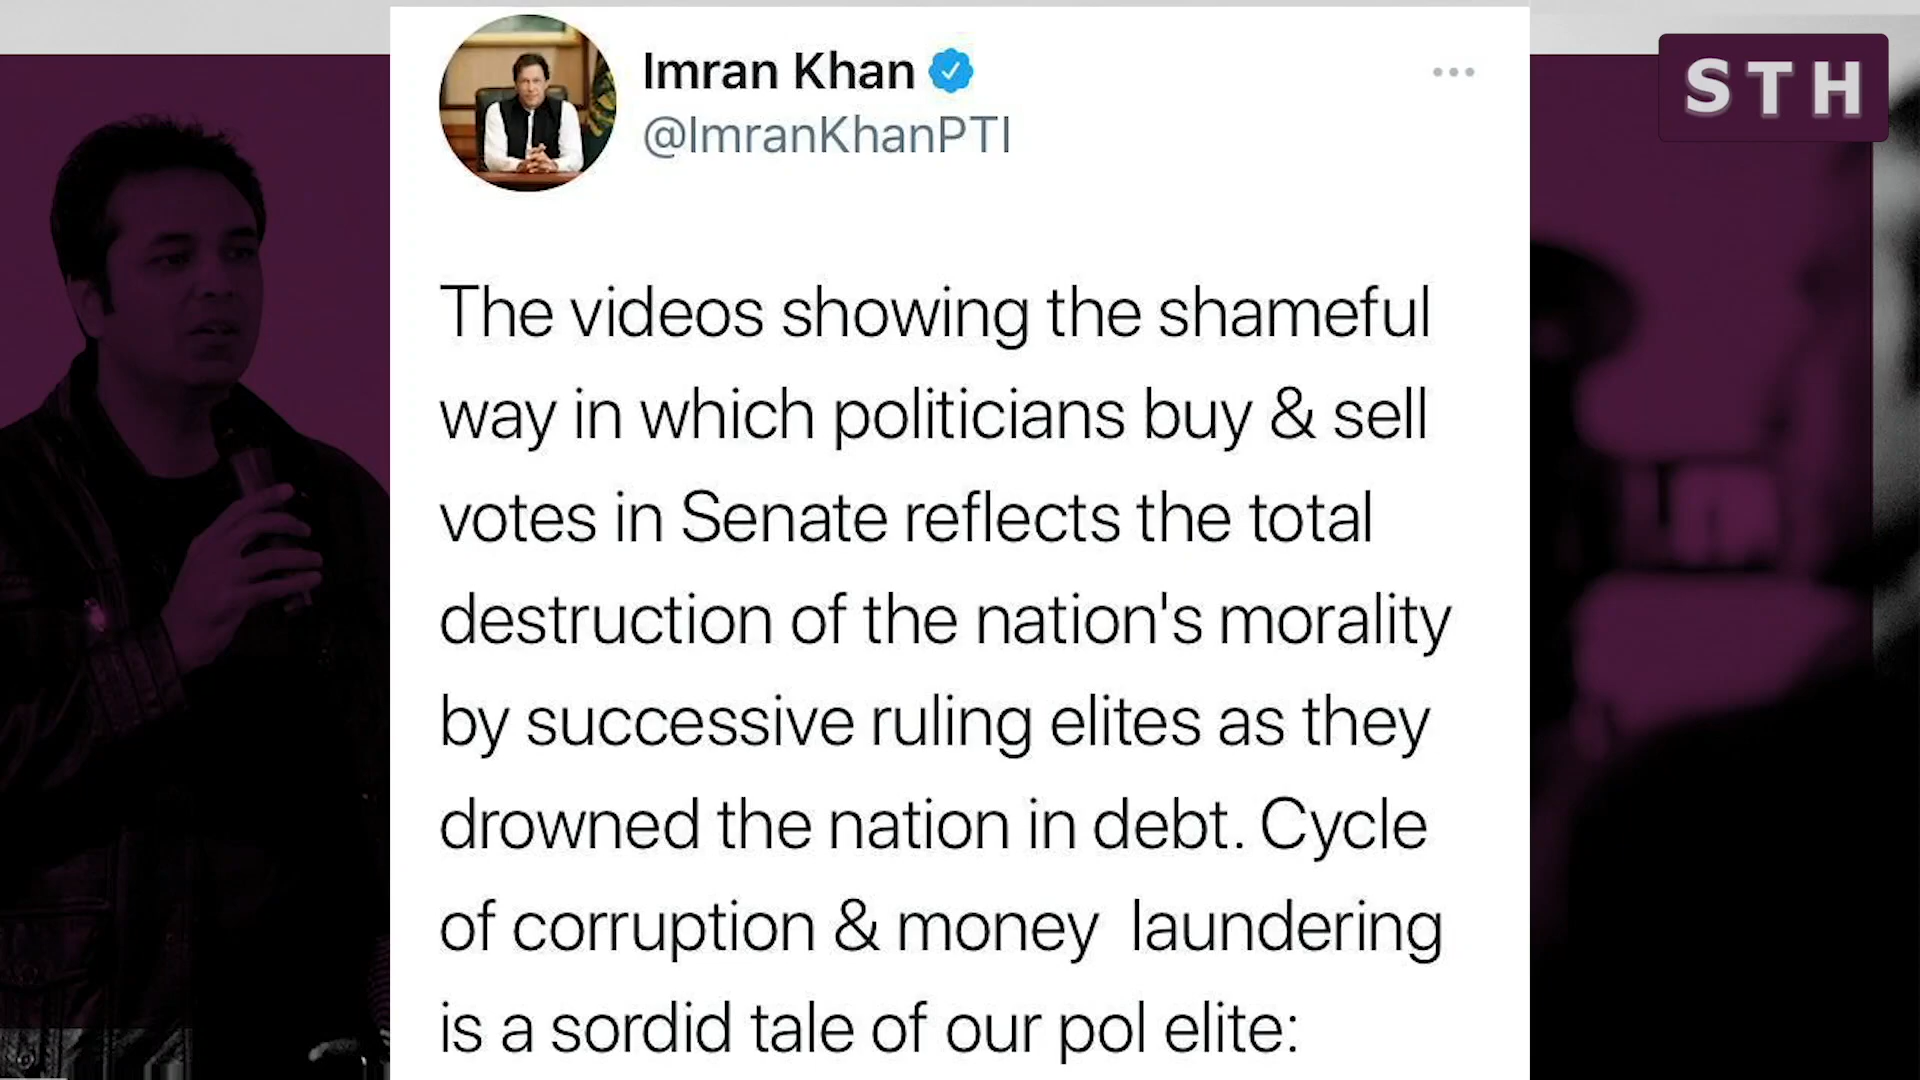 Imran Khan
@ImranKhanPTI
STH
The videos showing the shameful
way in which politicians buy & sell
votes in Senate reflects the total
destruction of the nation's morality
by successive ruling elites as they
drowned the nation in debt. Cycle
of corruption & money  laundering
is a sordid tale of our pol elite: